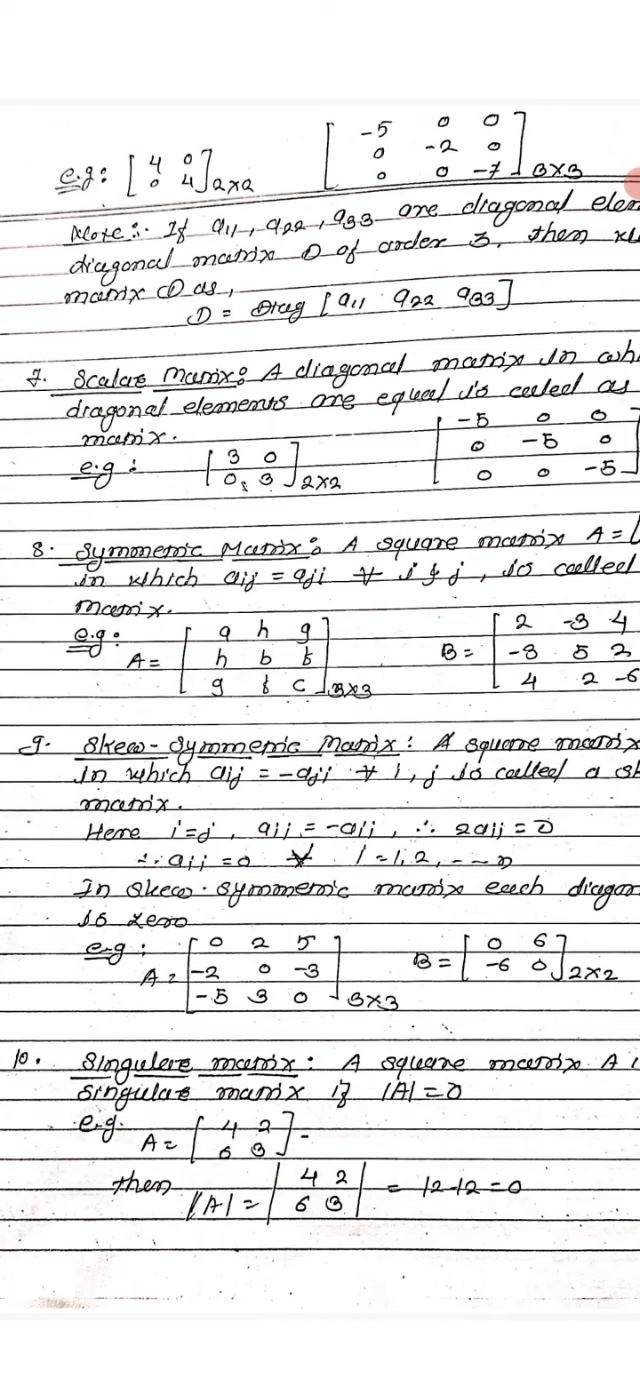 e.g: [ 4 0 0 4 ]2×2 [ -5 0 0 0 -2 0 0 0 -7 ]3×3
Note:- If a11, a22, a33 are diagonal elem
diagonal matrix D of order 3, then
matrix D as,
D = Diag [a11 a22 a33]
7. Scalar Matrix: A diagonal matrix in whi
diagonal elements are equal is called as
matrix.
e.g: [ 3 0 0 3 ]2×2 [ -5 0 0 0 -5 0 0 0 -5 ]
8. Symmetric Matrix: A square matrix A = [
in which aij = aji ∀ i & j, is called
matrix.
e.g: A = [ a h g h b f g f c ]3×3 B = [ 2 -3 4 -3 5 2 4 2 -6
9. Skew-Symmetric Matrix: A square matrix
in which aij = -aji ∀ i, j is called a sk
matrix.
Here i=j, aii = -aii, ∴ 2aii = 0
∴ aii = 0 ∀ i = 1, 2, --- n
In Skew-symmetric matrix each diagon
is zero
e.g: A = [ 0 2 5 -2 0 -3 -5 3 0 ]3×3 B = [ 0 6 -6 0 ]2×2
10. Singular matrix: A square matrix A i
singular matrix if |A| = 0
e.g. A = [ 4 2 6 3 ]
then |A| = | 4 2 6 3 | = 12-12 = 0